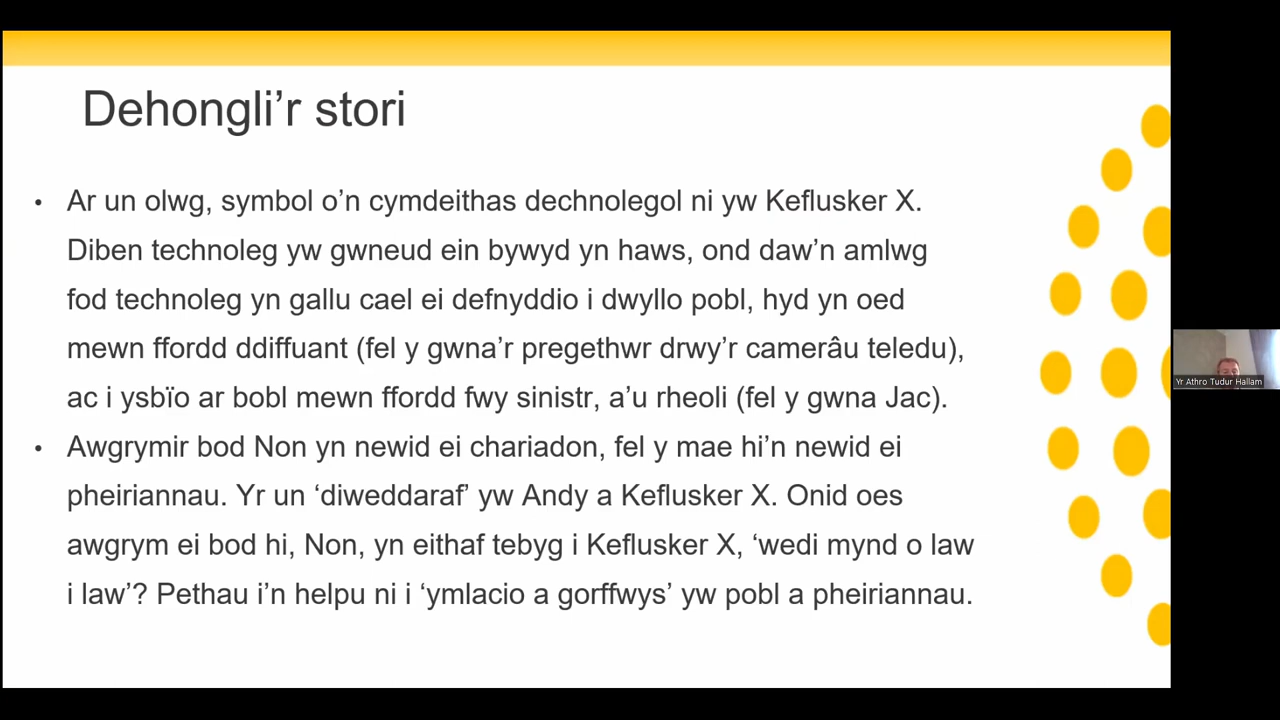 Dehongli’r stori
• Ar un olwg, symbol o’n cymdeithas dechnolegol ni yw Keflusker X.
Diben technoleg yw gwneud ein bywyd yn haws, ond daw’n amlwg
fod technoleg yn gallu cael ei defnyddio i dwyllo pobl, hyd yn oed
mewn ffordd ddiffuant (fel y gwna’r pregethwr drwy’r camerâu teledu),
ac i ysbïo ar bobl mewn ffordd fwy sinistr, a’u rheoli (fel y gwna Jac).
• Awgrymir bod Non yn newid ei chariadon, fel y mae hi’n newid ei
pheiriannau. Yr un ‘diweddaraf’ yw Andy a Keflusker X. Onid oes
awgrym ei bod hi, Non, yn eithaf tebyg i Keflusker X, ‘wedi mynd o law
i law’? Pethau i’n helpu ni i ‘ymlacio a gorffwys’ yw pobl a pheiriannau.
Yr Athro Tudur Hallam